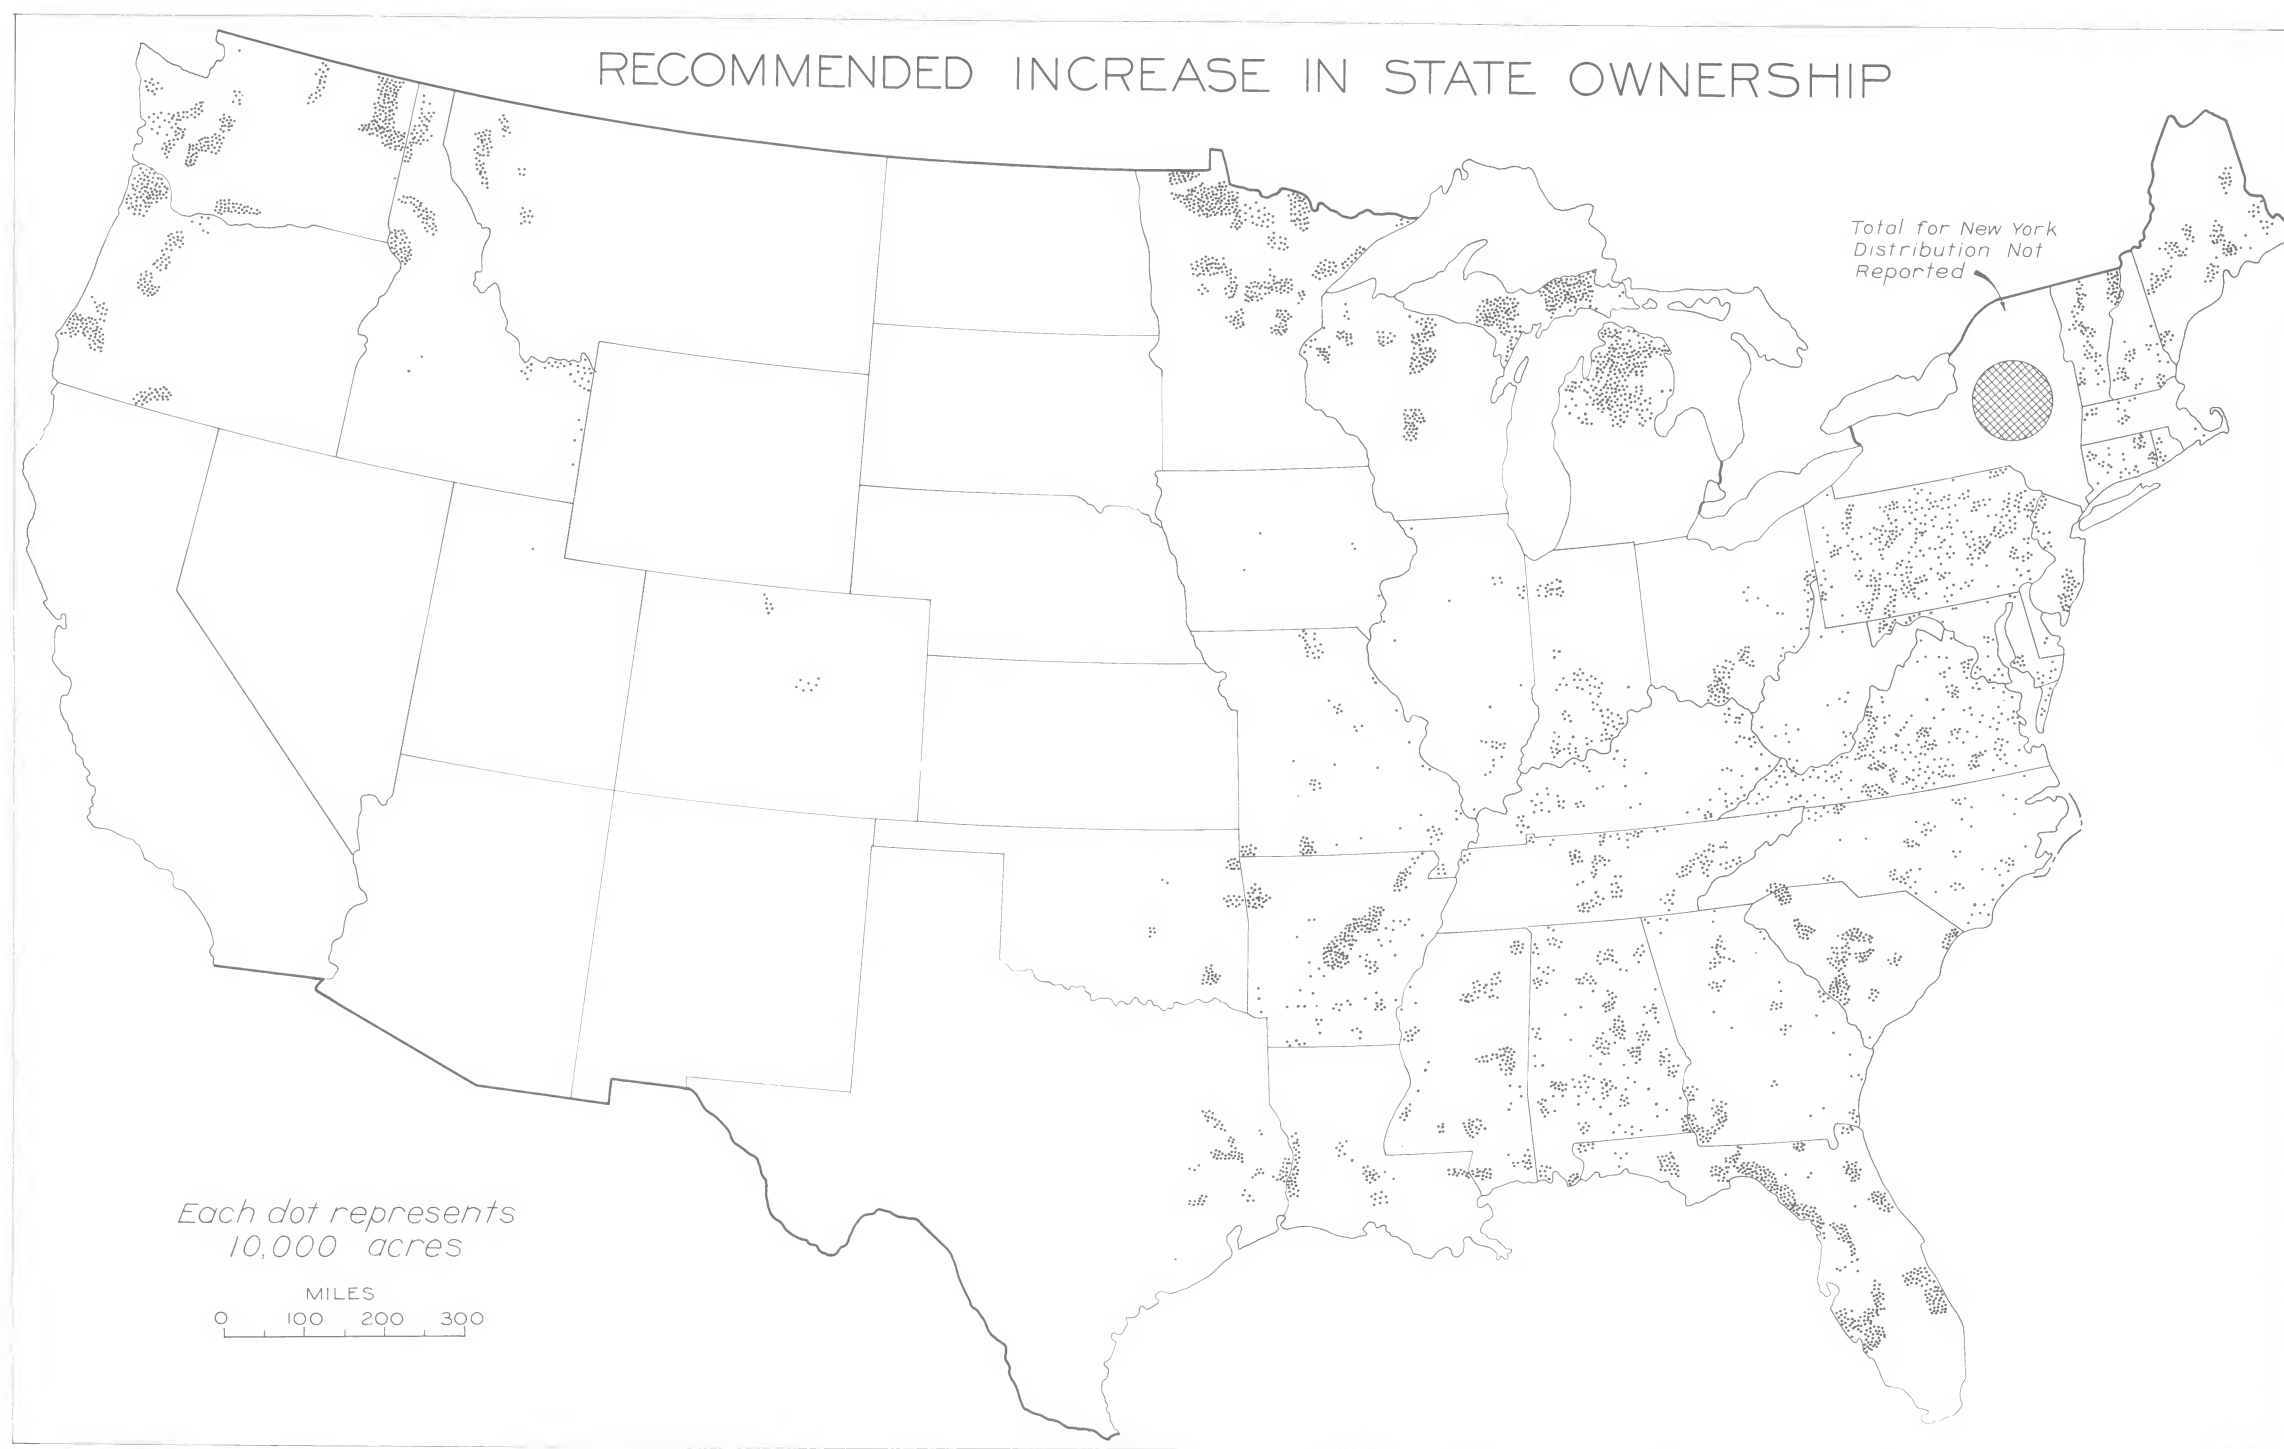 RECOMMENDED INCREASE IN STATE OWNERSHIP
Total for New York
Distribution Not
Reported
Each dot represents
10,000 acres
MILES
0 100 200 300